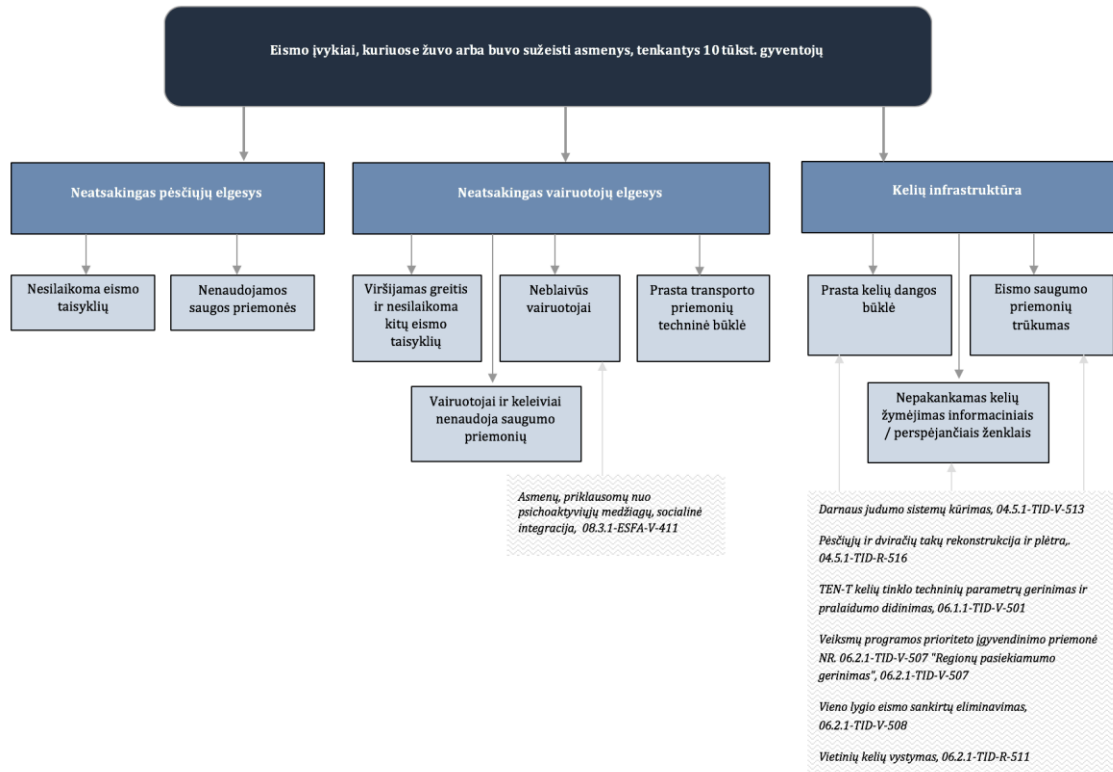 Eismo įvykiai, kuriuose žuvo arba buvo sužeisti asmenys, tenkantys 10 tūkst. gyventojų
Neatsakingas pėsčiųjų elgesys
Neatsakingas vairuotojų elgesys
Kelių infrastruktūra
Nesilaikoma eismo
taisyklių
Nenaudojamos
saugos priemonės
Viršijamas greitis
ir nesilaikoma
kitų eismo
taisyklių
Neblaivūs
vairuotojai
Prasta transporto
priemonių
techninė būklė
Prasta kelių dangos
būklė
Eismo saugumo
priemonių
trūkumas
Vairuotojai ir keleiviai
nenaudoja saugumo
priemonių
Nepakankamas kelių
žymėjimas informaciniais
/ perspėjančiais ženklais
Asmenų, priklausomų nuo
psichoaktyviųjų medžiagų, socialinė
integracija, 08.3.1-ESFA-V-411
Darnaus judumo sistemų kūrimas, 04.5.1-TID-V-513
Pėsčiųjų ir dviračių takų rekonstrukcija ir plėtra,.
04.5.1-TID-R-516
TEN-T kelių tinklo techninių parametrų gerinimas ir
pralaidumo didinimas, 06.1.1-TID-V-501
Veiksmų programos prioriteto įgyvendinimo priemonė
NR. 06.2.1-TID-V-507 "Regionų pasiekiamumo
gerinimas", 06.2.1-TID-V-507
Vieno lygio eismo sankirtų eliminavimas,
06.2.1-TID-V-508
Vietinių kelių vystymas, 06.2.1-TID-R-511